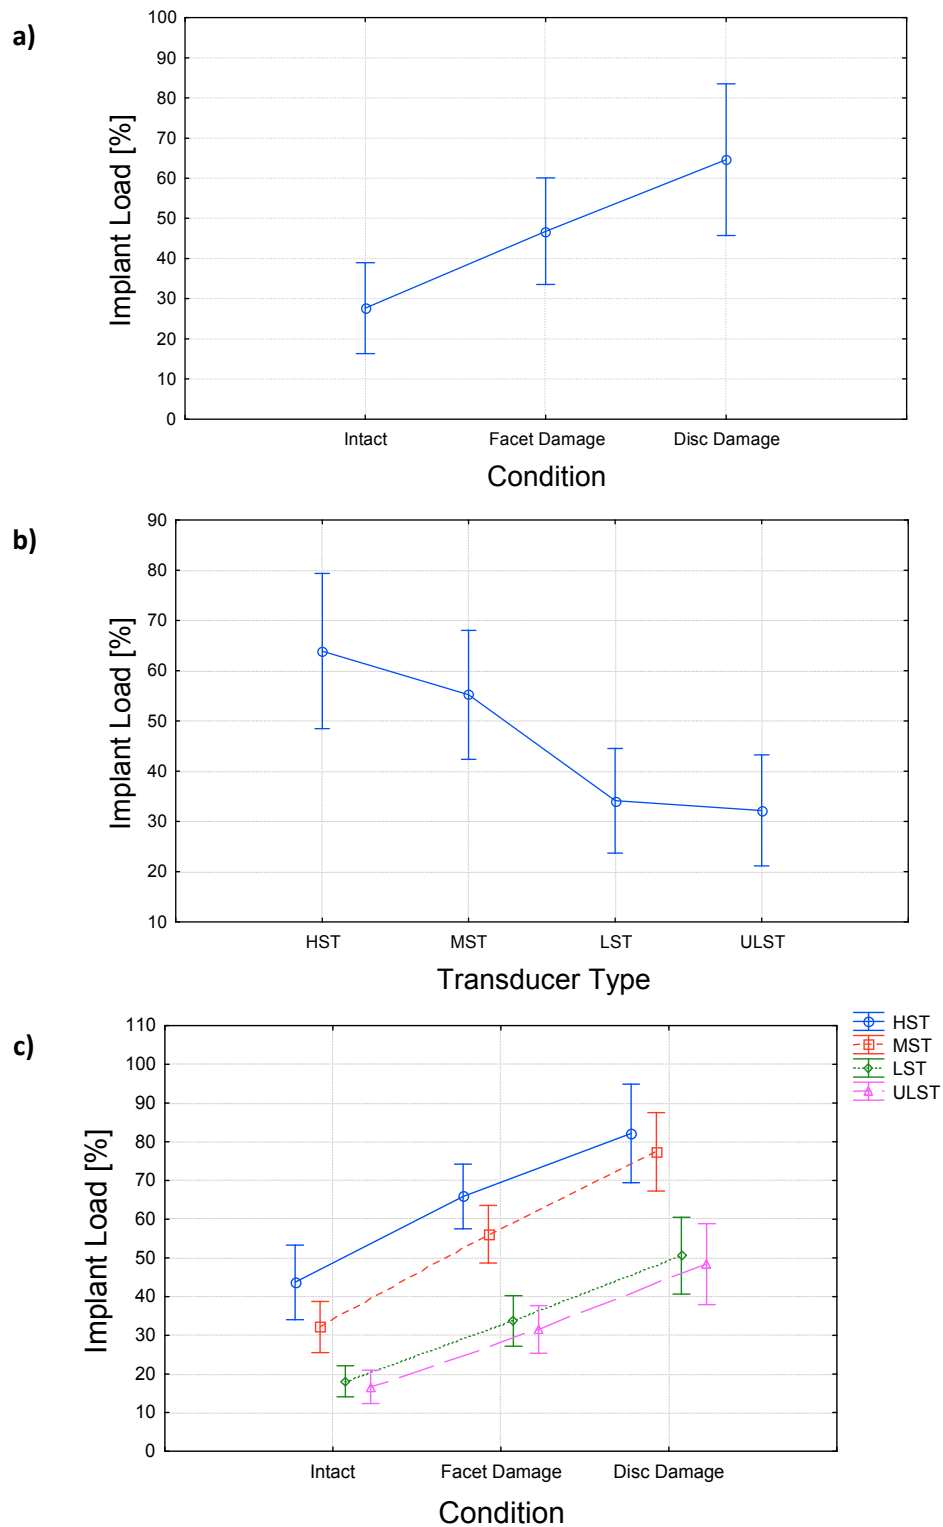 a)
Implant Load [%]
100
90
80
70
60
50
40
30
20
10
0
Intact Facet Damage Disc Damage
Condition
b)
Implant Load [%]
90
80
70
60
50
40
30
20
10
HST MST LST ULST
Transducer Type
c)
Implant Load [%]
110
100
90
80
70
60
50
40
30
20
10
0
Intact Facet Damage Disc Damage
Condition
HST
MST
LST
ULST